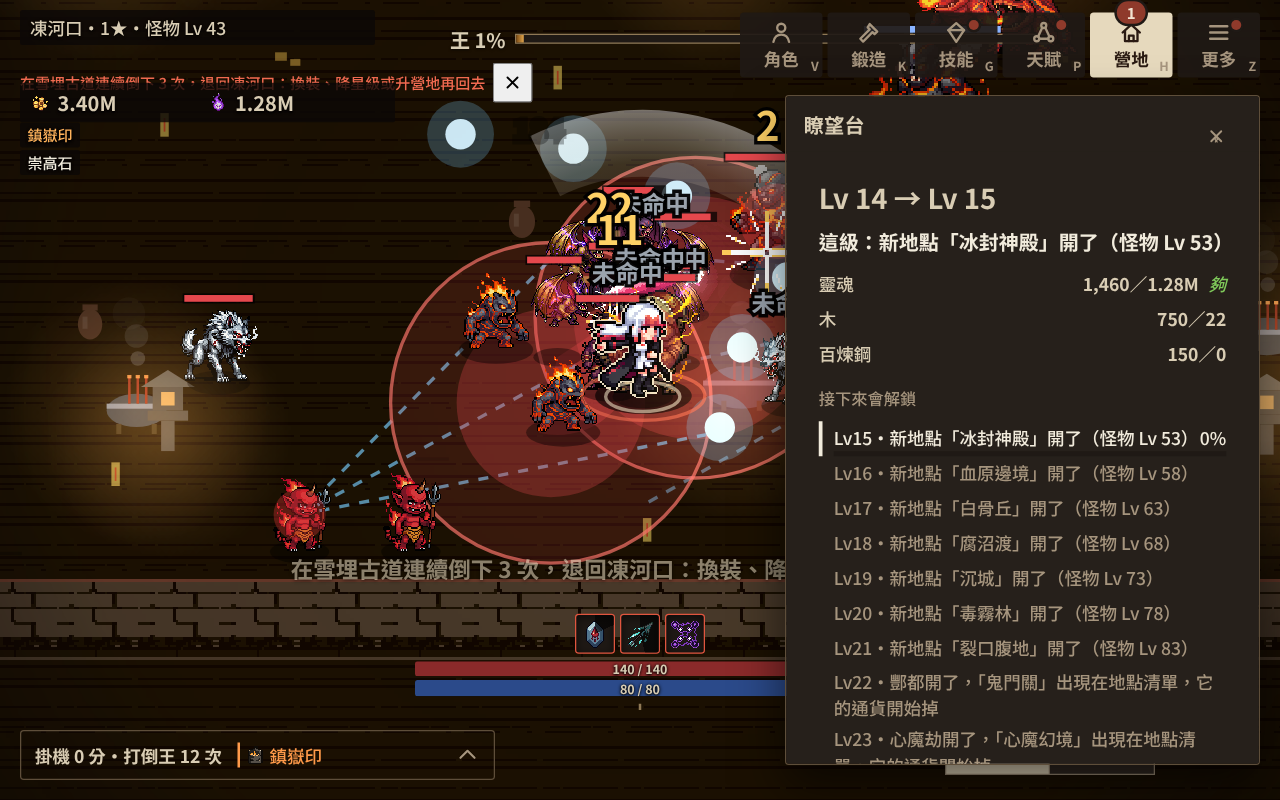 凍河口・1★・怪物 Lv 43
王 1%
角色 V
鍛造 K
技能 G
天賦 P
1
營地 H
更多 Z
在雪埋古道連續倒下 3 次，退回凍河口：換裝、降星級或升營地再回去
3.40M
1.28M
鎮嶽印
崇高石
2
22
未命中
11
未命中
瞭望台
Lv 14 → Lv 15
這級：新地點「冰封神殿」開了（怪物 Lv 53）
靈魂
1,460／1.28M 夠
木
750／22
百煉鋼
150／0
接下來會解鎖
Lv15・新地點「冰封神殿」開了（怪物 Lv 53）0%
Lv16・新地點「血原邊境」開了（怪物 Lv 58）
Lv17・新地點「白骨丘」開了（怪物 Lv 63）
Lv18・新地點「腐沼渡」開了（怪物 Lv 68）
Lv19・新地點「沉城」開了（怪物 Lv 73）
Lv20・新地點「毒霧林」開了（怪物 Lv 78）
Lv21・新地點「裂口腹地」開了（怪物 Lv 83）
Lv22・酆都開了，「鬼門關」出現在地點清單，它
的通貨開始掉
Lv23・心魔劫開了，「心魔幻境」出現在地點清
單，它的通貨開始掉
在雪埋古道連續倒下 3 次，退回凍河口：換裝、降
140 / 140
80 / 80
掛機 0 分・打倒王 12 次
鎮嶽印